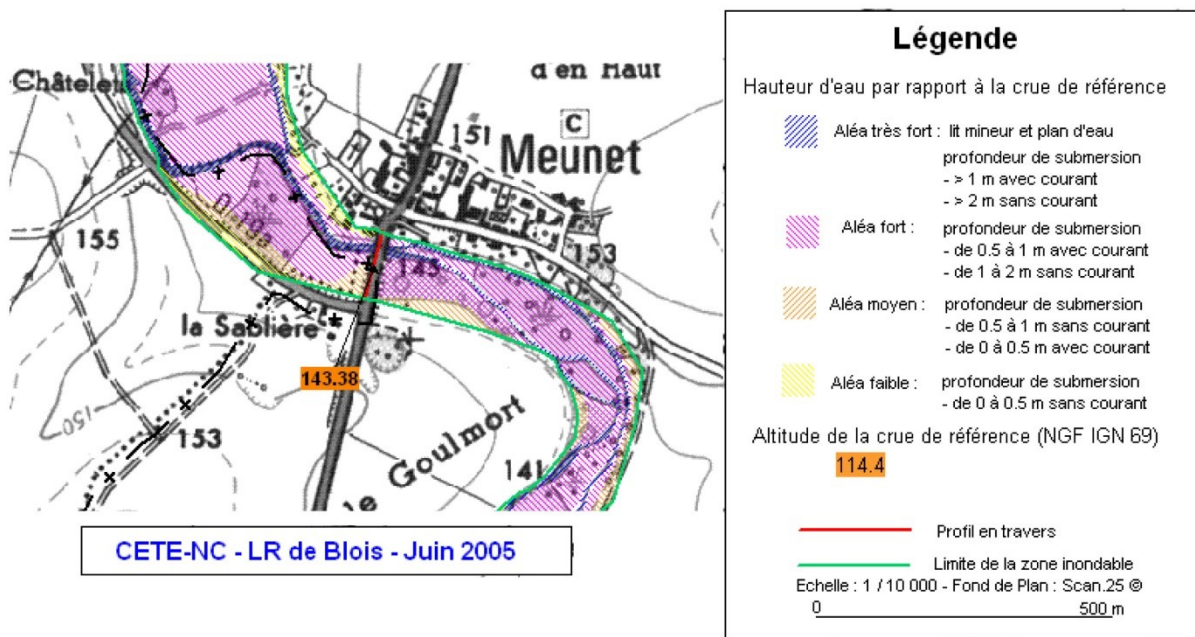 Châtelen
d'en Haut
151
C
Meunet
D 195
155
153
143
la Sablière
143.38
150
153
le Goulmort
141
CETE-NC - LR de Blois - Juin 2005
Légende
Hauteur d'eau par rapport à la crue de référence
Aléa très fort : lit mineur et plan d'eau
profondeur de submersion
- > 1 m avec courant
- > 2 m sans courant
Aléa fort : profondeur de submersion
- de 0.5 à 1 m avec courant
- de 1 à 2 m sans courant
Aléa moyen : profondeur de submersion
- de 0.5 à 1 m sans courant
- de 0 à 0.5 m avec courant
Aléa faible : profondeur de submersion
- de 0 à 0.5 m sans courant
Altitude de la crue de référence (NGF IGN 69)
114.4
Profil en travers
Limite de la zone inondable
Echelle : 1 / 10 000 - Fond de Plan : Scan.25 ©
0 500 m